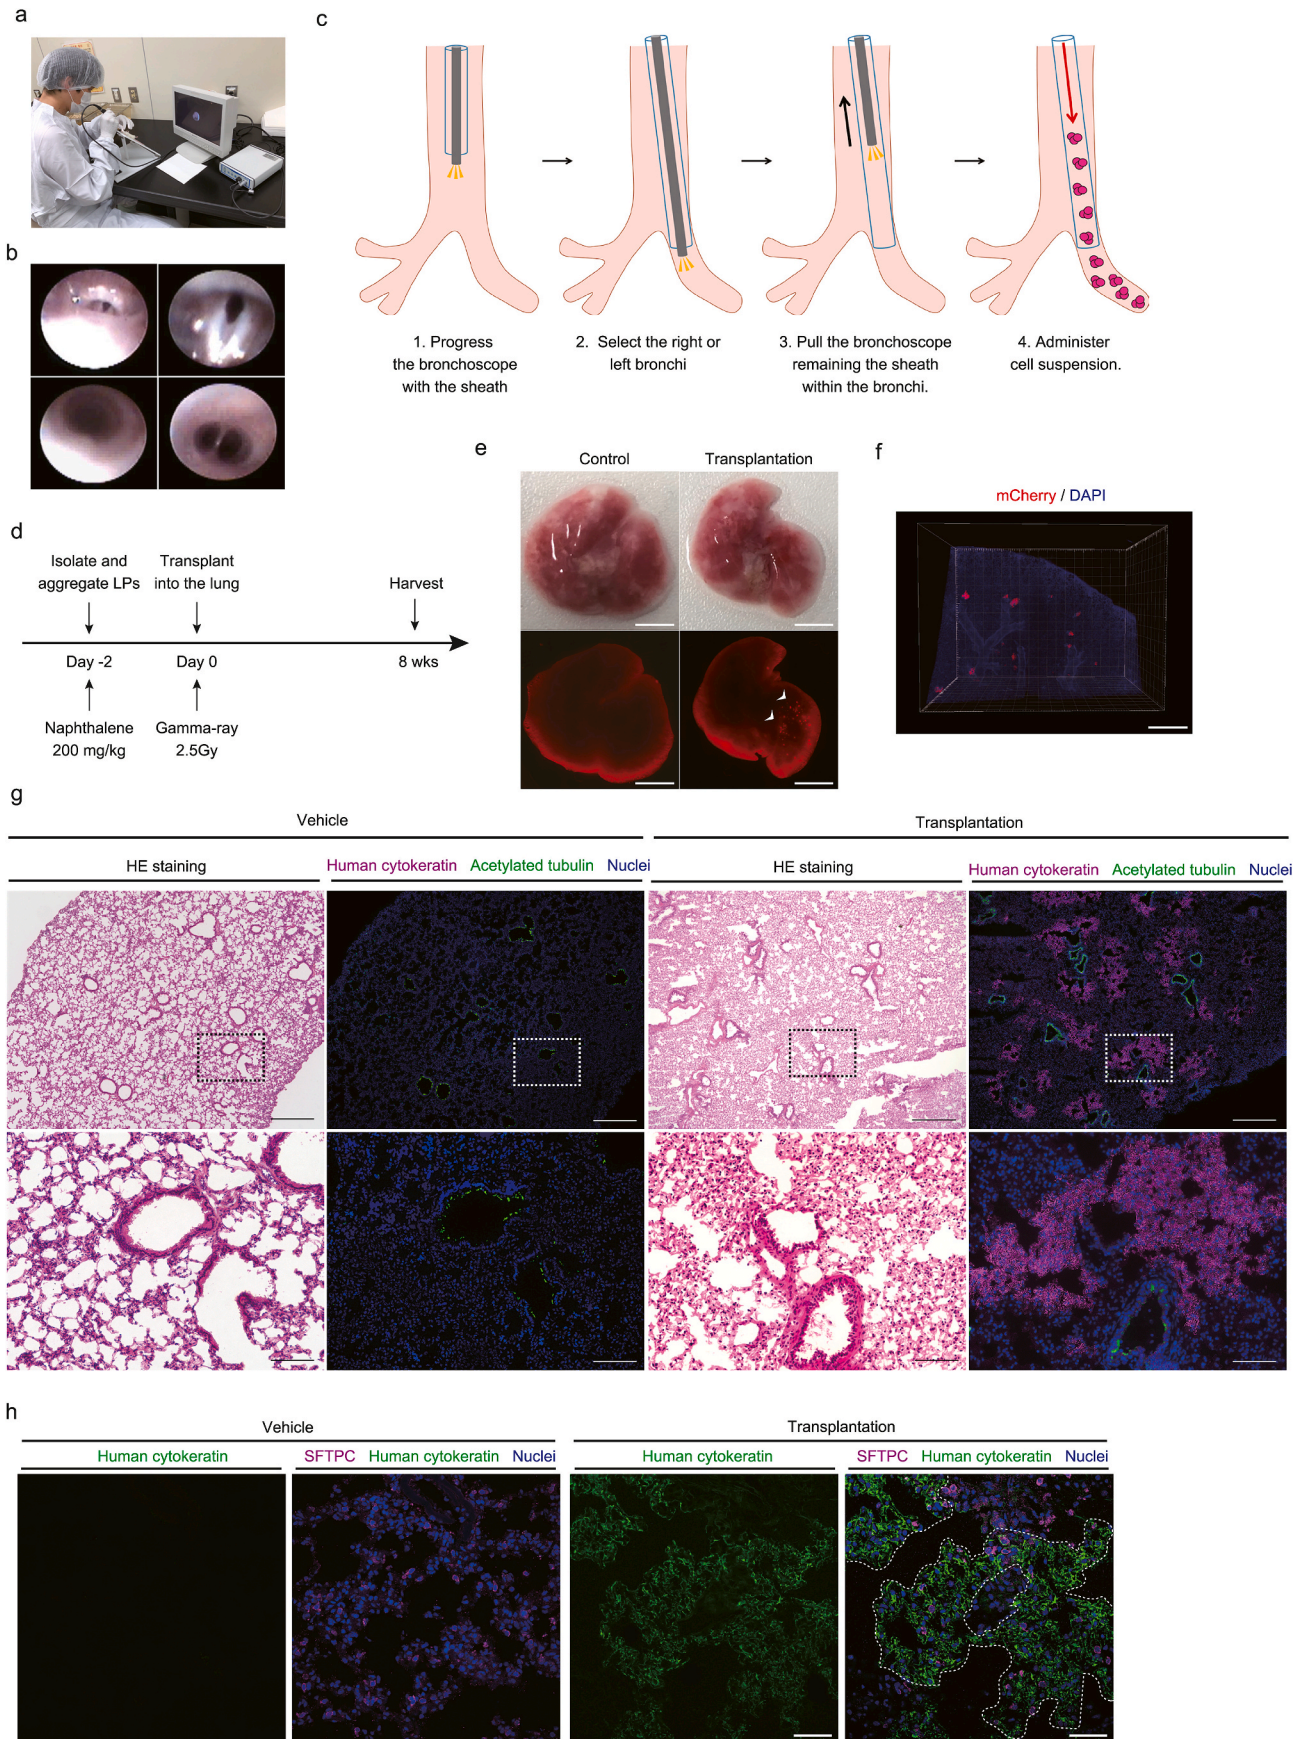 a
c
1. Progress
the bronchoscope
with the sheath
2. Select the right or
left bronchi
3. Pull the bronchoscope
remaining the sheath
within the bronchi.
4. Administer
cell suspension.
b
d
Isolate and
aggregate LPs
Transplant
into the lung
Harvest
Day -2
Day 0
8 wks
Naphthalene
200 mg/kg
Gamma-ray
2.5Gy
e
Control
Transplantation
f
mCherry / DAPI
g
Vehicle
Transplantation
HE staining
Human cytokeratin Acetylated tubulin Nuclei
HE staining
Human cytokeratin Acetylated tubulin Nuclei
h
Vehicle
Transplantation
Human cytokeratin
SFTPC Human cytokeratin Nuclei
Human cytokeratin
SFTPC Human cytokeratin Nuclei